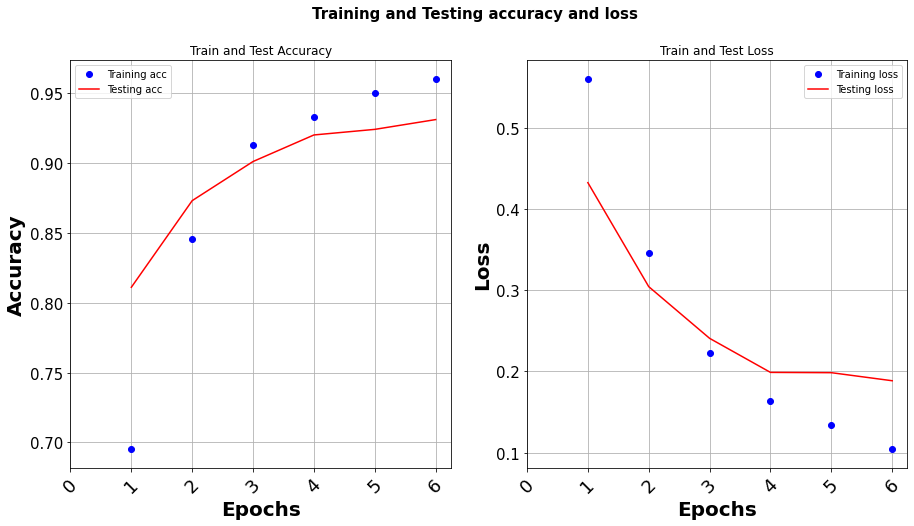 Training and Testing accuracy and loss
Train and Test Accuracy
Training acc
Testing acc
0.95
0.90
0.85
0.80
0.75
0.70
Accuracy
0 1 2 3 4 5 6
Epochs
Train and Test Loss
Training loss
Testing loss
0.5
0.4
0.3
0.2
0.1
Loss
0 1 2 3 4 5 6
Epochs